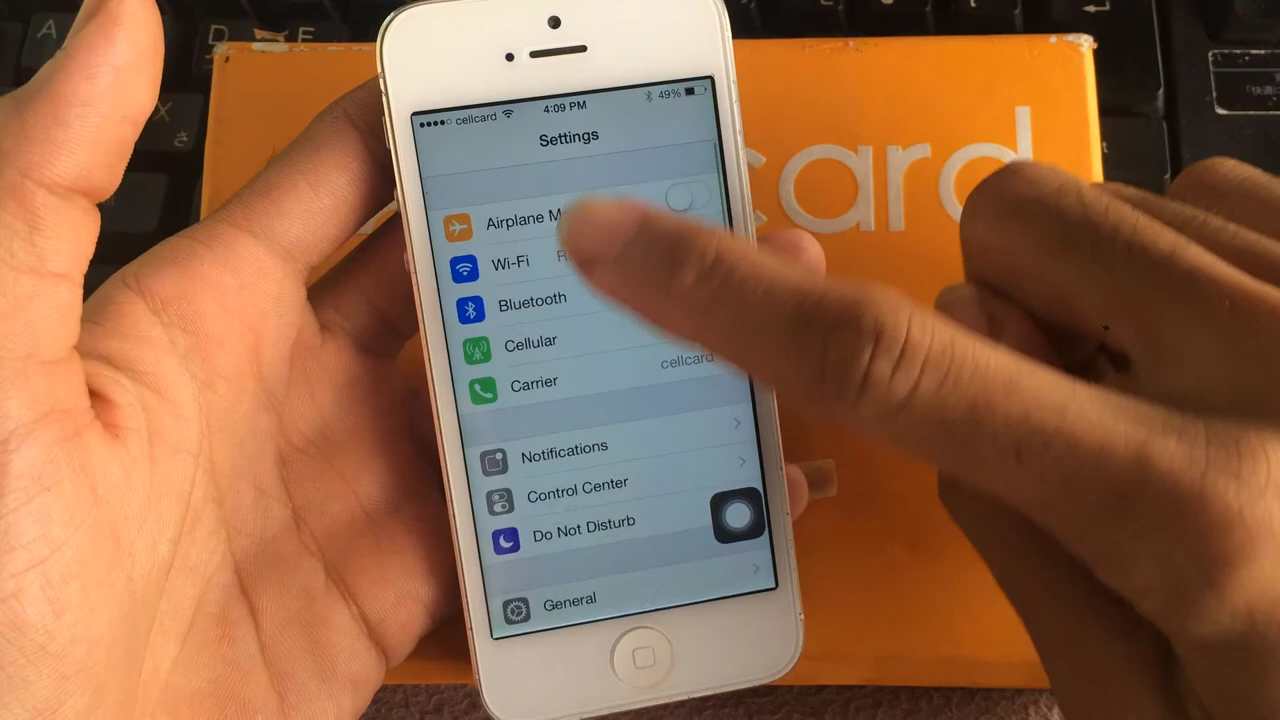 4:09 PM
cellcard
49%
Settings
Airplane M
Wi-Fi
Bluetooth
Cellular
Carrier
cellcard
Notifications
Control Center
Do Not Disturb
General
card
A
D
F
X
さ